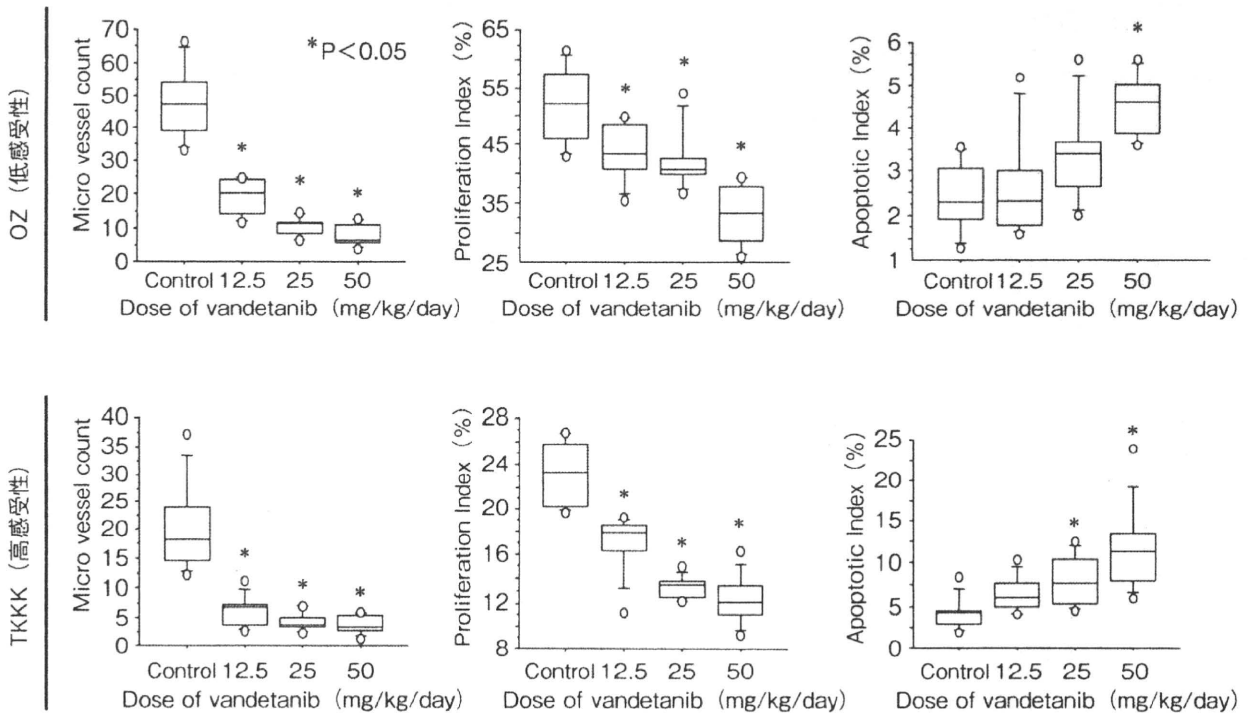 OZ (低感受性)
Micro vessel count
70
60
50
40
30
20
10
0
*P<0.05
*
*
*
Control 12.5 25 50
Dose of vandetanib (mg/kg/day)
Proliferation Index (%)
65
55
45
35
25
*
*
*
Control 12.5 25 50
Dose of vandetanib (mg/kg/day)
Apoptotic Index (%)
6
5
4
3
2
1
*
Control 12.5 25 50
Dose of vandetanib (mg/kg/day)
TKKK (高感受性)
Micro vessel count
40
35
30
25
20
15
10
5
0
*
*
*
Control 12.5 25 50
Dose of vandetanib (mg/kg/day)
Proliferation Index (%)
28
24
20
16
12
8
*
*
*
Control 12.5 25 50
Dose of vandetanib (mg/kg/day)
Apoptotic Index (%)
25
20
15
10
5
0
*
*
Control 12.5 25 50
Dose of vandetanib (mg/kg/day)